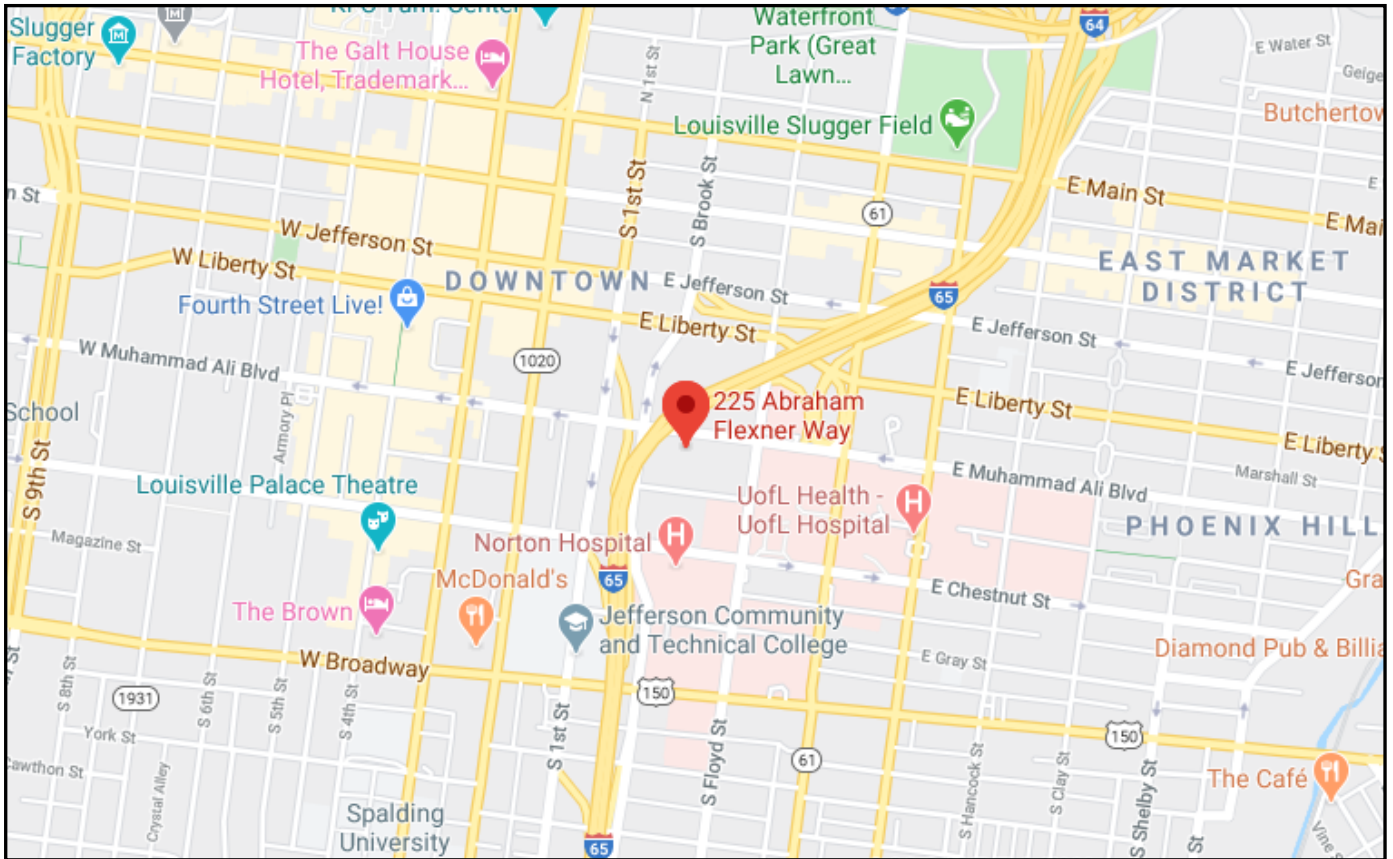 Slugger
Factory
The Galt House
Hotel, Trademark...
N 1st St
Waterfront
Park (Great
Lawn...
64
E Water St
Louisville Slugger Field
S 1st St
S Brook St
61
E Main St
W Jefferson St
W Liberty St
DOWNTOWN
E Jefferson St
EAST MARKET
DISTRICT
65
Fourth Street Live!
E Liberty St
E Jefferson St
E Jefferson
W Muhammad Ali Blvd
1020
225 Abraham
Flexner Way
School
E Liberty St
E Liberty S
Armory Pl
S 9th St
E Muhammad Ali Blvd
Marshall St
Louisville Palace Theatre
UofL Health -
UofL Hospital
PHOENIX HILL
Magazine St
Norton Hospital
McDonald's
65
E Chestnut St
The Brown
Jefferson Community
and Technical College
Diamond Pub & Billia
E Gray St
W Broadway
150
1931
S 8th St
S 6th St
S 5th St
S 4th St
S 1st St
S Floyd St
150
York St
61
S Hancock St
S Clay St
S Shelby St
The Café
Crystal Alley
Spalding
University
65
Vine S
St